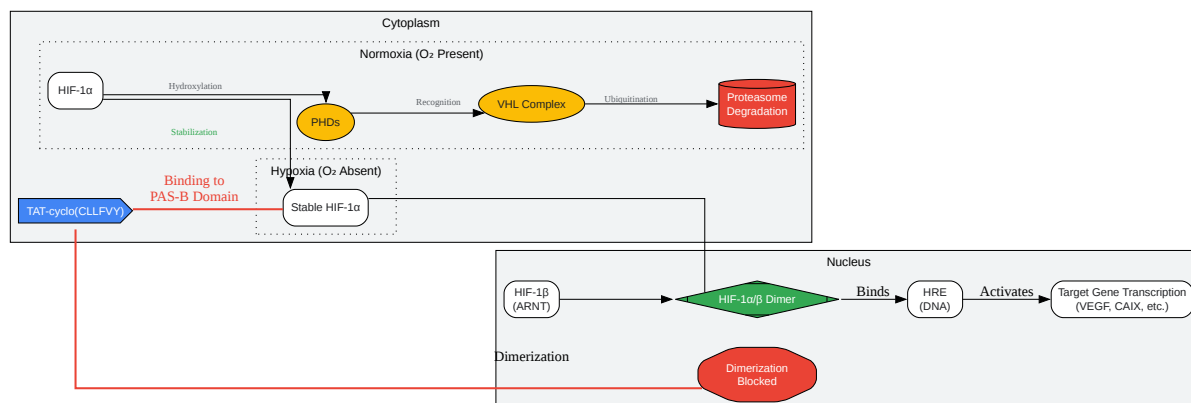 Cytoplasm
Normoxia (O₂ Present)
HIF-1α
Hydroxylation
PHDs
Recognition
VHL Complex
Ubiquitination
Proteasome
Degradation
Stabilization
Hypoxia (O₂ Absent)
Binding to
PAS-B Domain
TAT-cyclo(CLLFVY)
Stable HIF-1α
Nucleus
HIF-1β
(ARNT)
HIF-1α/β Dimer
Binds
HRE
(DNA)
Activates
Target Gene Transcription
(VEGF, CAIX, etc.)
Dimerization
Dimerization
Blocked